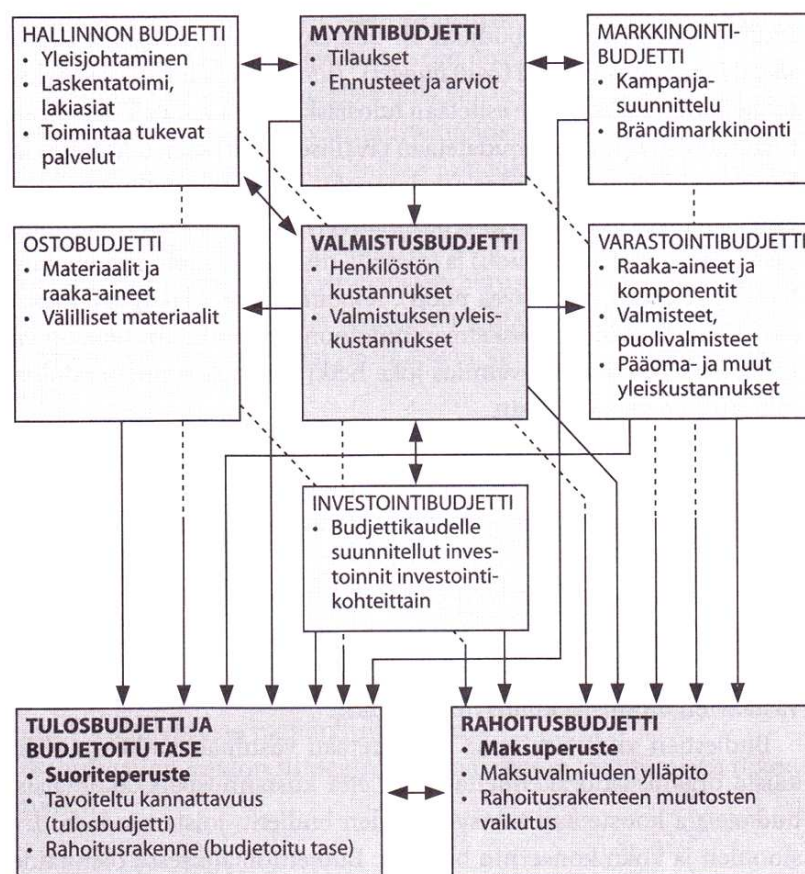 HALLINNON BUDJETTI
• Yleisjohtaminen
• Laskentatoimi,
lakiasiat
• Toimintaa tukevat
palvelut
MYYNTIBUDJETTI
• Tilaukset
• Ennusteet ja arviot
MARKKINOINTI-
BUDJETTI
• Kampanja-
suunnittelu
• Brändimarkkinointi
OSTOBUDJETTI
• Materiaalit ja
raaka-aineet
• Välilliset materiaalit
VALMISTUSBUDJETTI
• Henkilöstön
kustannukset
• Valmistuksen yleis-
kustannukset
VARASTOINTIBUDJETTI
• Raaka-aineet ja
komponentit
• Valmisteet,
puolivalmisteet
• Pääoma- ja muut
yleiskustannukset
INVESTOINTIBUDJETTI
• Budjettikaudelle
suunnitellut inves-
toinnit investointi-
kohteittain
TULOSBUDJETTI JA
BUDJETOITU TASE
• Suoriteperuste
• Tavoiteltu kannattavuus
(tulosbudjetti)
• Rahoitusrakenne (budjetoitu tase)
RAHOITUSBUDJETTI
• Maksuperuste
• Maksuvalmiuden ylläpito
• Rahoitusrakenteen muutosten
vaikutus